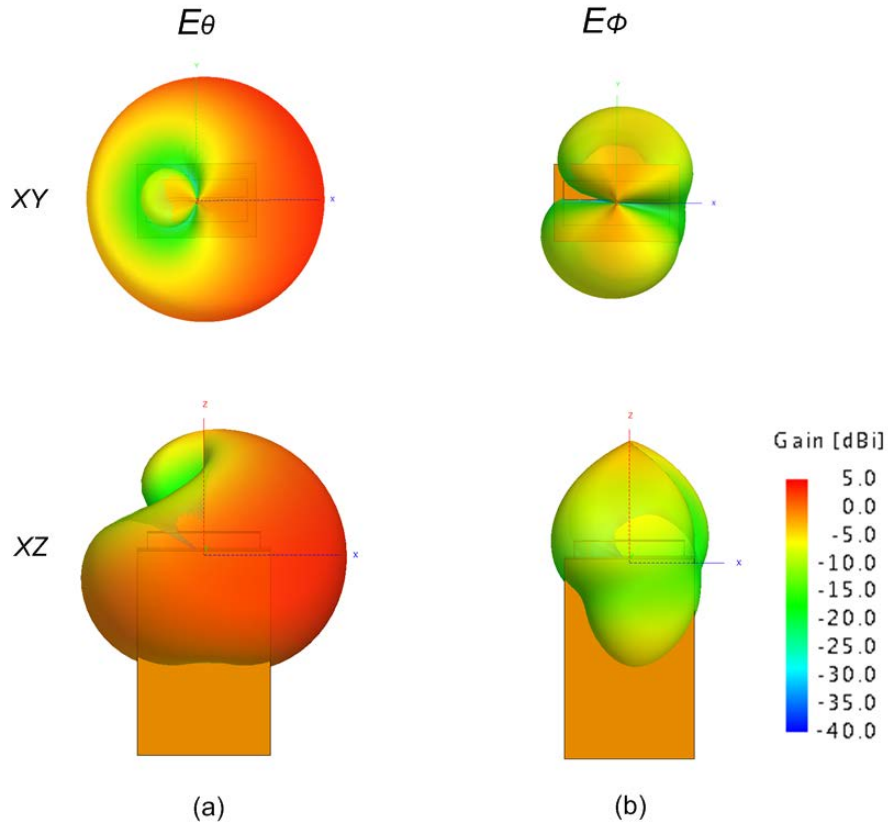 Eθ
EΦ
Y
Y
XY
x
x
z
z
Gain [dBi]
5.0
0.0
-5.0
-10.0
-15.0
-20.0
-25.0
-30.0
-35.0
-40.0
XZ
x
x
(a)
(b)